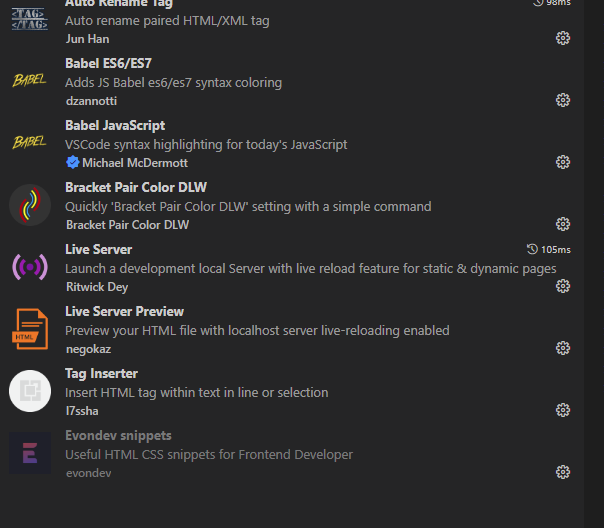 TAG
</TAG
Auto Rename Tag
98ms
Auto rename paired HTML/XML tag
Jun Han
BABEL
Babel ES6/ES7
Adds JS Babel es6/es7 syntax coloring
dzannotti
BABEL
Babel JavaScript
VSCode syntax highlighting for today's JavaScript
Michael McDermott
Bracket Pair Color DLW
Quickly 'Bracket Pair Color DLW' setting with a simple command
Bracket Pair Color DLW
Live Server
105ms
Launch a development local Server with live reload feature for static & dynamic pages
Ritwick Dey
Live Server Preview
HTML
Preview your HTML file with localhost server live-reloading enabled
negokaz
Tag Inserter
Insert HTML tag within text in line or selection
l7ssha
Evondev snippets
E
Useful HTML CSS snippets for Frontend Developer
evondev